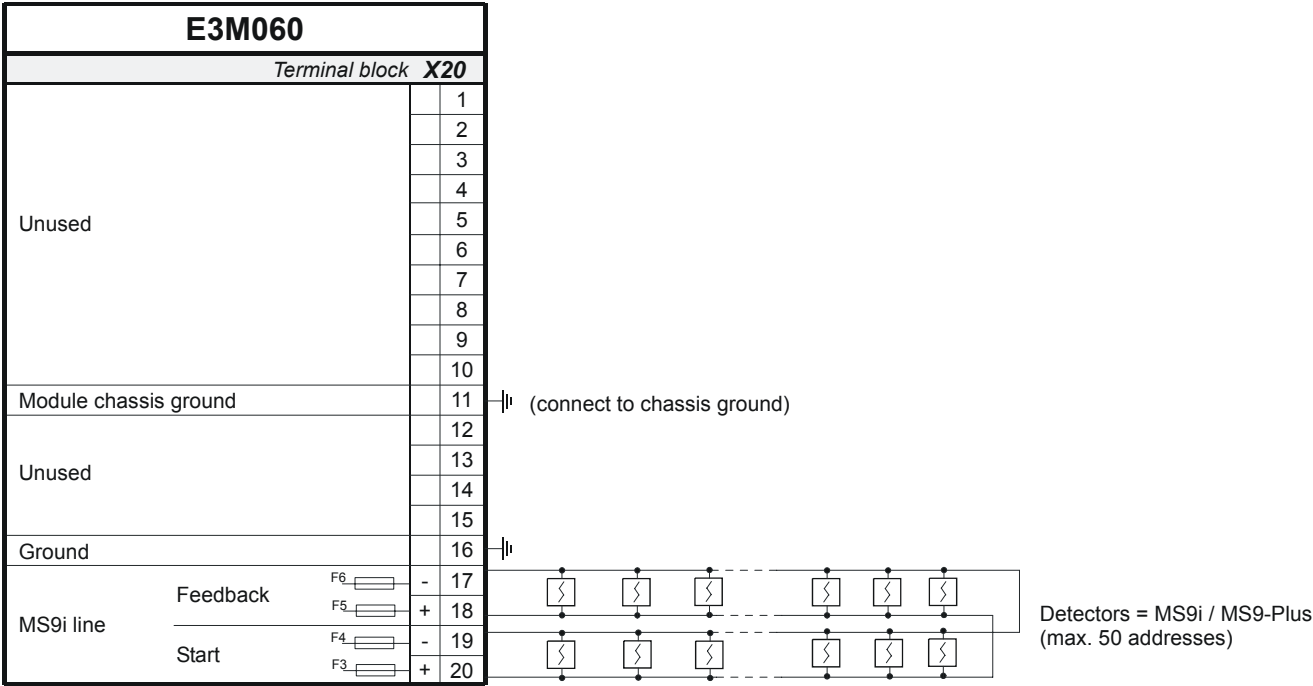 E3M060
Terminal block X20
1
2
3
4
Unused 5
6
7
8
9
10
Module chassis ground 11 (connect to chassis ground)
12
Unused 13
14
15
Ground 16
MS9i line
Feedback
F6 - 17
F5 + 18
Start
F4 - 19
F3 + 20
Detectors = MS9i / MS9-Plus
(max. 50 addresses)